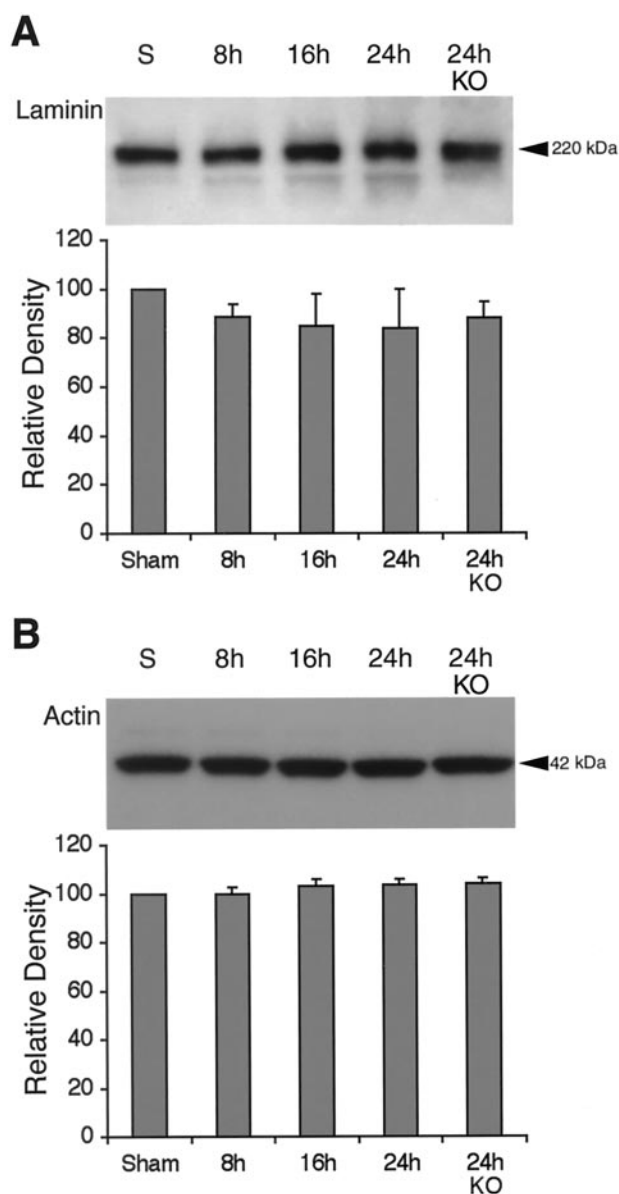 A
S 8h 16h 24h 24h
KO
Laminin
220 kDa
120
100
80
60
40
20
0
Relative Density
Sham 8h 16h 24h 24h
KO
B
S 8h 16h 24h 24h
KO
Actin
42 kDa
120
100
80
60
40
20
0
Relative Density
Sham 8h 16h 24h 24h
KO